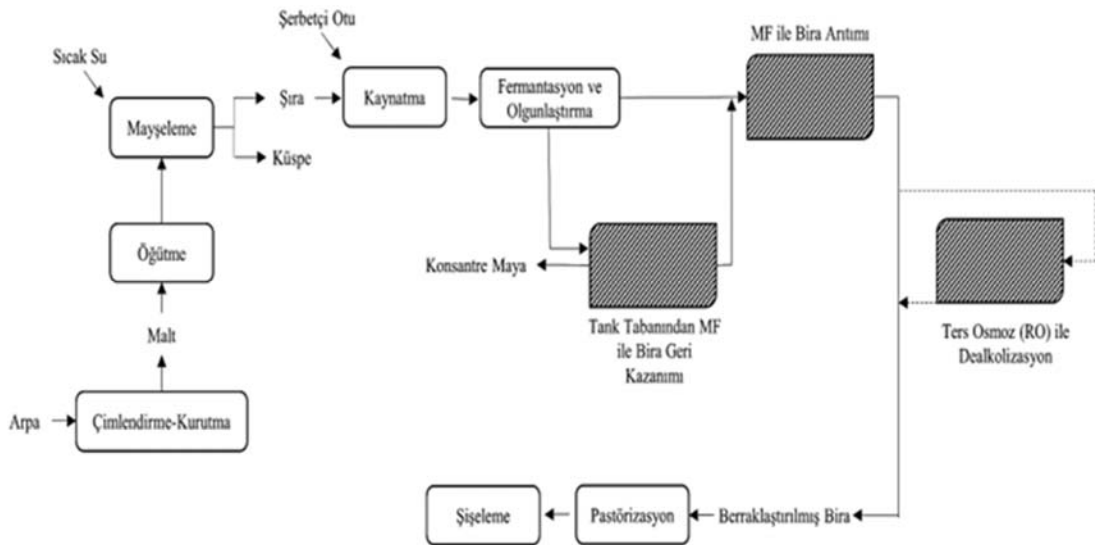 Şerbetçi Otu
MF ile Bira Arıtımı
Sıcak Su
Mayşeleme
Şıra
Küspe
Kaynatma
Fermantasyon ve
Olgunlaştırma
Öğütme
Konsantre Maya
Tank Tabanından MF
ile Bira Geri
Kazanımı
Ters Osmoz (RO) ile
Dealkolizasyon
Malt
Arpa
Çimlendirme-Kurutma
Şişeleme
Pastörizasyon
Berraklaştırılmış Bira